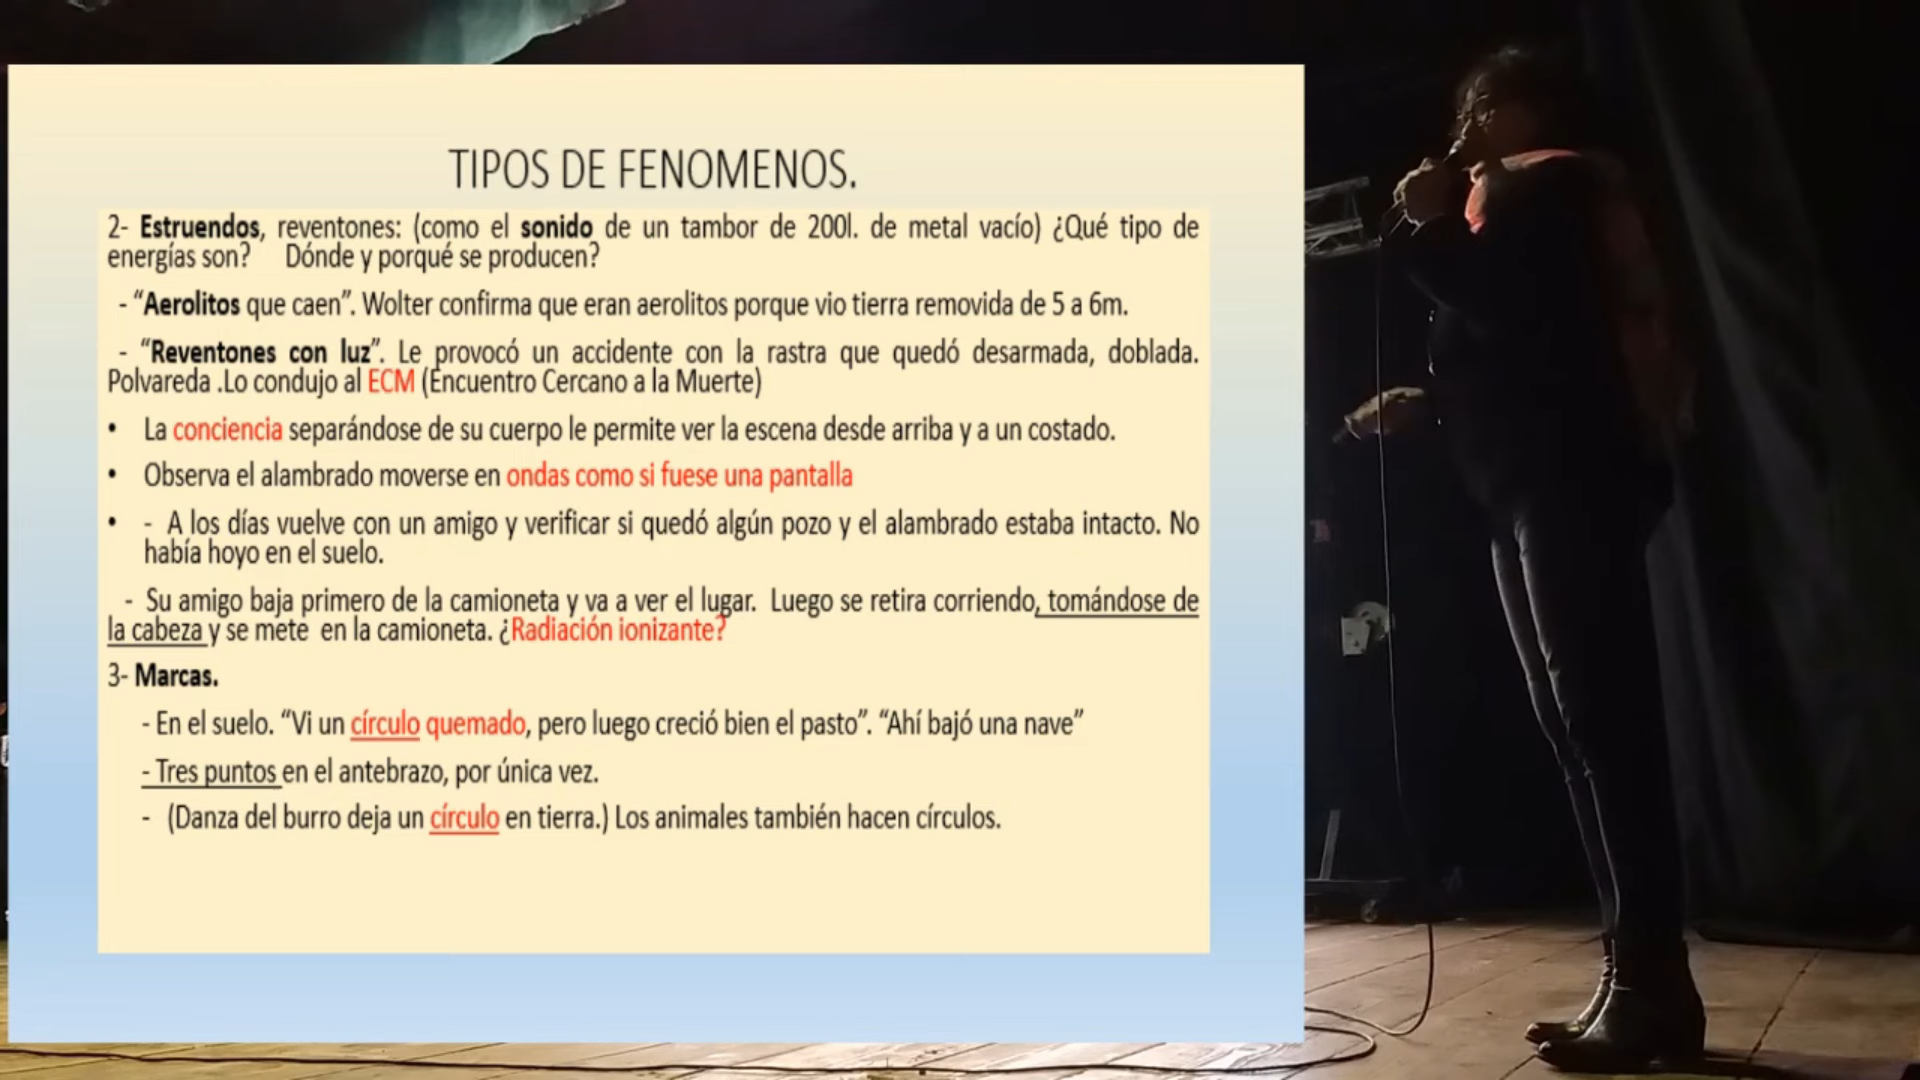 TIPOS DE FENOMENOS.
2- Estruendos, reventones: (como el sonido de un tambor de 200l. de metal vacío) ¿Qué tipo de
energías son? Dónde y porqué se producen?
- “Aerolitos que caen”. Wolter confirma que eran aerolitos porque vio tierra removida de 5 a 6m.
- “Reventones con luz”. Le provocó un accidente con la rastra que quedó desarmada, doblada.
Polvareda .Lo condujo al ECM (Encuentro Cercano a la Muerte)
• La conciencia separándose de su cuerpo le permite ver la escena desde arriba y a un costado.
• Observa el alambrado moverse en ondas como si fuese una pantalla
• - A los días vuelve con un amigo y verificar si quedó algún pozo y el alambrado estaba intacto. No
había hoyo en el suelo.
- Su amigo baja primero de la camioneta y va a ver el lugar. Luego se retira corriendo, tomándose de
la cabeza y se mete en la camioneta. ¿Radiación ionizante?
3- Marcas.
- En el suelo. “Vi un círculo quemado, pero luego creció bien el pasto”. “Ahí bajó una nave”
- Tres puntos en el antebrazo, por única vez.
- (Danza del burro deja un círculo en tierra.) Los animales también hacen círculos.